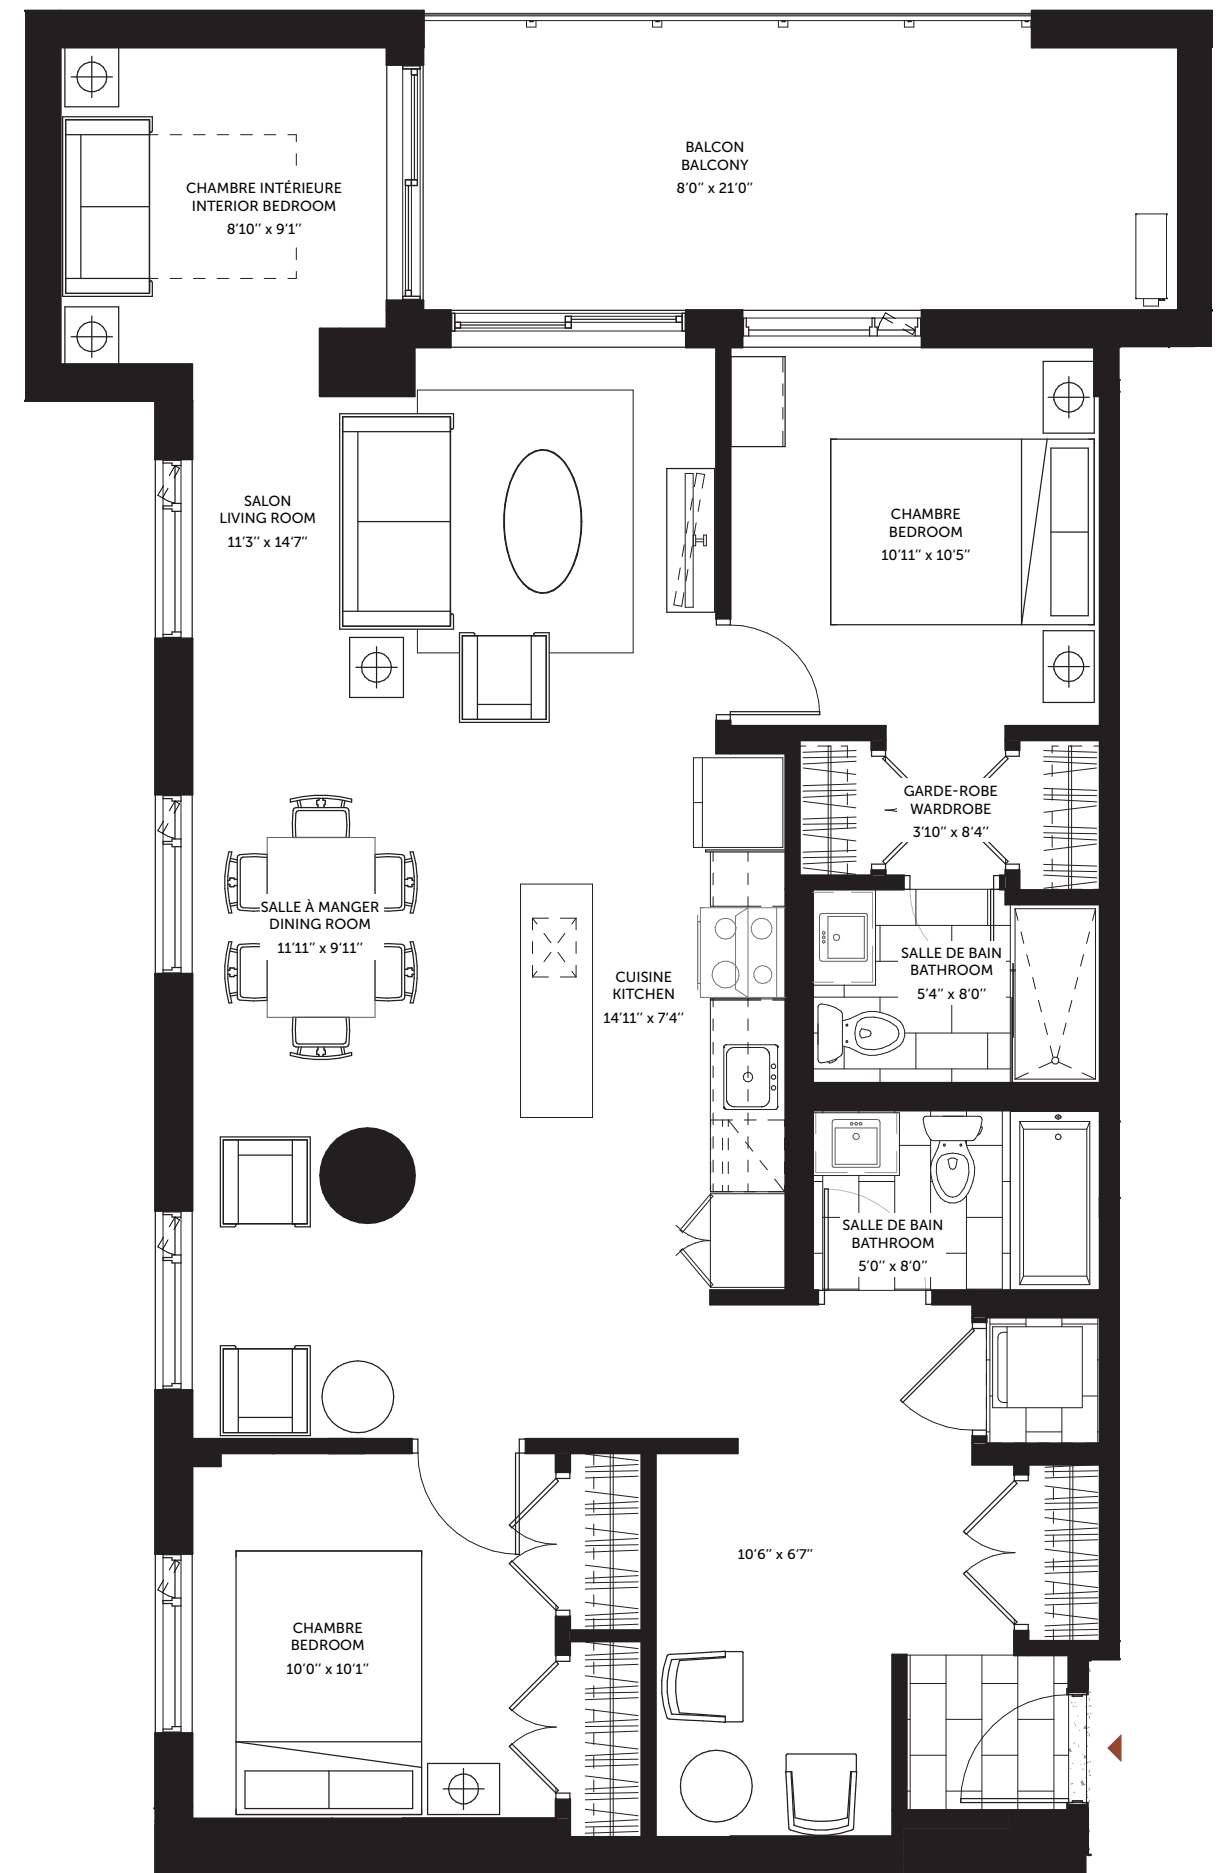 BALCON
BALCONY
8'0'' x 21'0''
CHAMBRE INTÉRIEURE
INTERIOR BEDROOM
8'10'' x 9'1''
SALON
LIVING ROOM
11'3'' x 14'7''
CHAMBRE
BEDROOM
10'11'' x 10'5''
GARDE-ROBE
WARDROBE
3'10'' x 8'4''
SALLE À MANGER
DINING ROOM
11'11'' x 9'11''
CUISINE
KITCHEN
14'11'' x 7'4''
SALLE DE BAIN
BATHROOM
5'4'' x 8'0''
SALLE DE BAIN
BATHROOM
5'0'' x 8'0''
10'6'' x 6'7''
CHAMBRE
BEDROOM
10'0'' x 10'1''